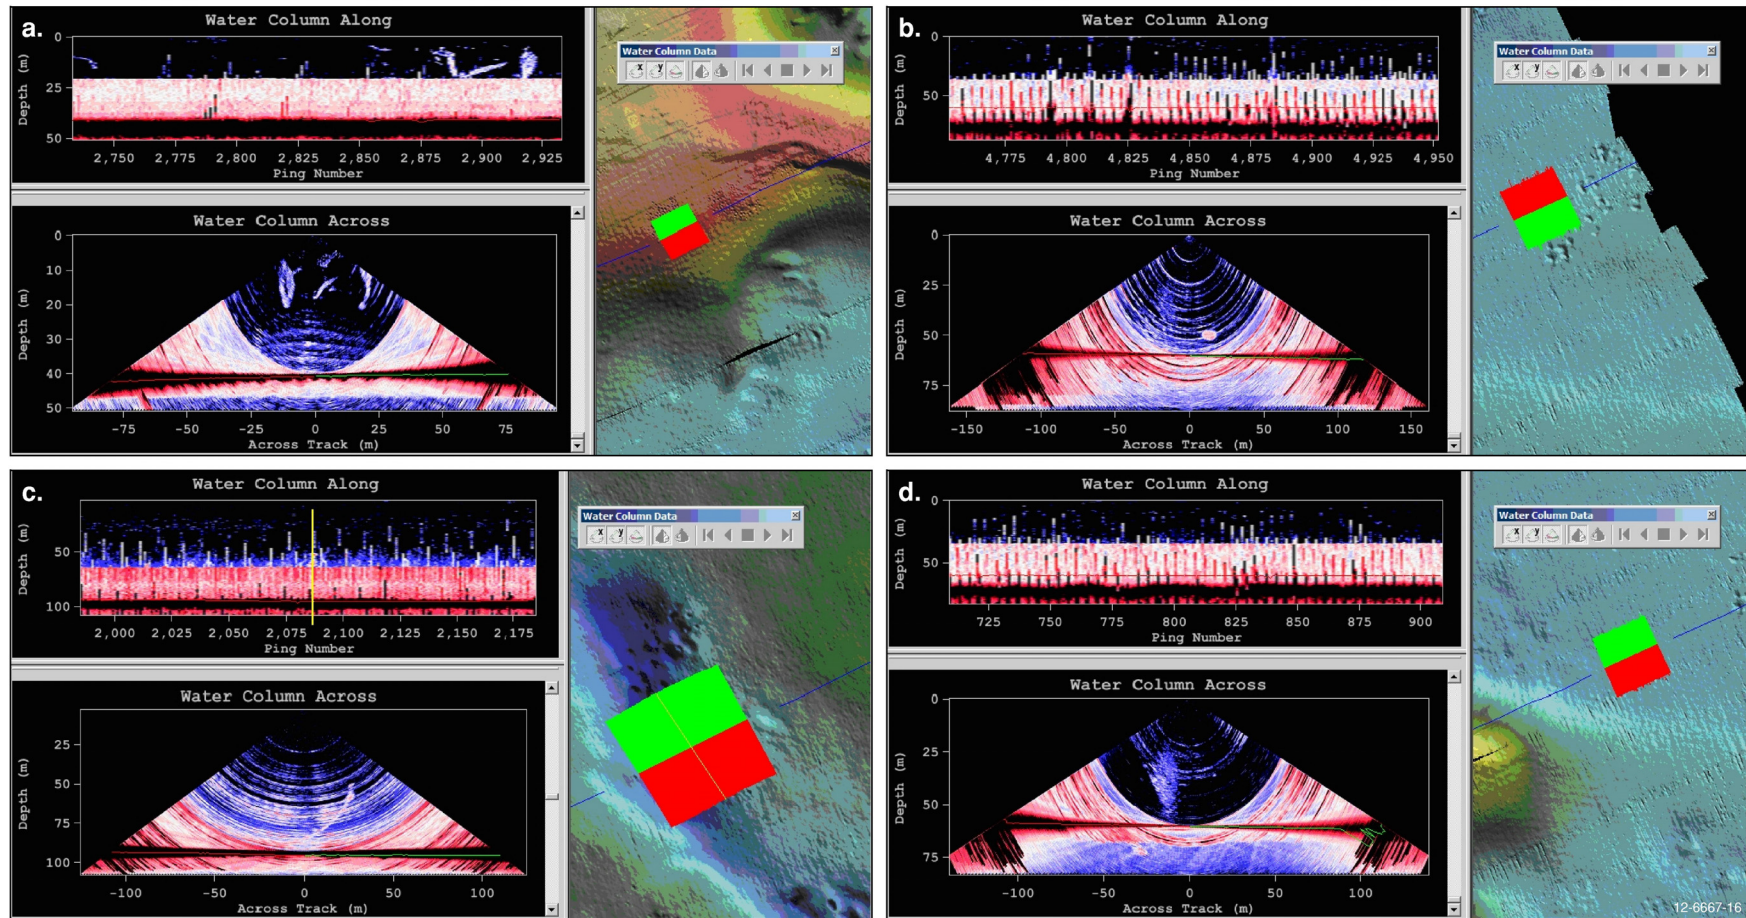 a.
Water Column Along
Depth (m)
0
25
50
2,750 2,775 2,800 2,825 2,850 2,875 2,900 2,925
Ping Number
Water Column Data
x y
Water Column Across
Depth (m)
0
10
20
30
40
50
-75 -50 -25 0 25 50 75
Across Track (m)
b.
Water Column Along
Depth (m)
0
50
4,775 4,800 4,825 4,850 4,875 4,900 4,925 4,950
Ping Number
Water Column Data
x y
Water Column Across
Depth (m)
0
25
50
75
-150 -100 -50 0 50 100 150
Across Track (m)
c.
Water Column Along
Depth (m)
50
100
2,000 2,025 2,050 2,075 2,100 2,125 2,150 2,175
Ping Number
Water Column Data
x y
Water Column Across
Depth (m)
25
50
75
100
-100 -50 0 50 100
Across Track (m)
d.
Water Column Along
Depth (m)
0
50
725 750 775 800 825 850 875 900
Ping Number
Water Column Data
x y
Water Column Across
Depth (m)
0
25
50
75
-100 -50 0 50 100
Across Track (m)
12-6667-16